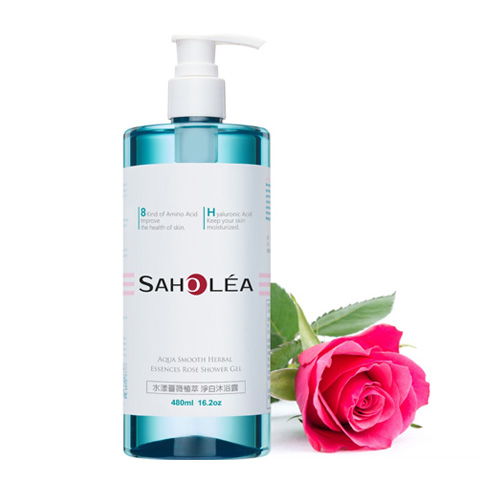 8 Kind of Amino Acid
Improve
the health of skin.
Hyaluronic Acid
Keep your skin
moisturized.
SAHOLÉA
AQUA SMOOTH HERBAL
ESSENCES ROSE SHOWER GEL
水漾薔薇植萃 淨白沐浴露
480ml 16.2oz